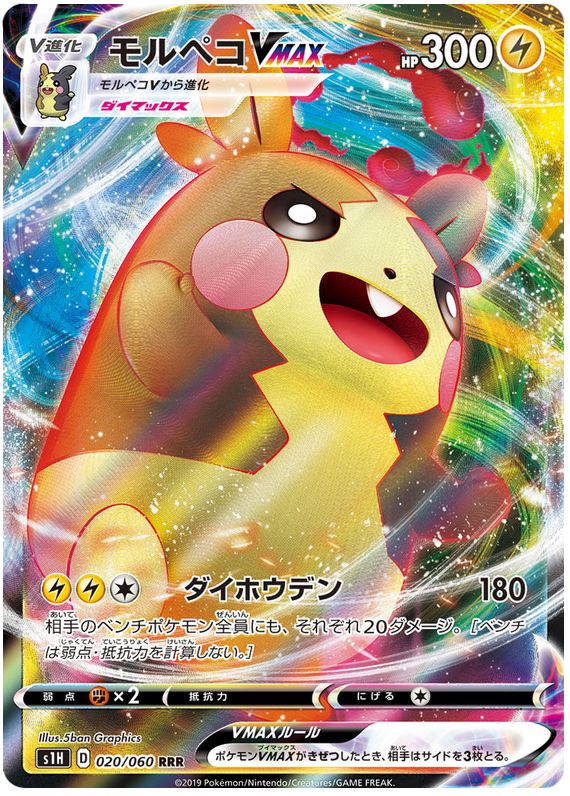 V進化
モルペコVMAX
HP300
モルペコVから進化
ダイマックス
ダイホウデン 180
相手のベンチポケモン全員にも、それぞれ20ダメージ。[ベンチ
は弱点・抵抗力を計算しない。]
弱点 ×2 抵抗力 にげる
Illus.5ban Graphics
VMAXルール
ポケモンVMAXがきぜつしたとき、相手はサイドを3枚とる。
s1H D 020/060 RRR
©2019 Pokémon/Nintendo/Creatures/GAME FREAK.